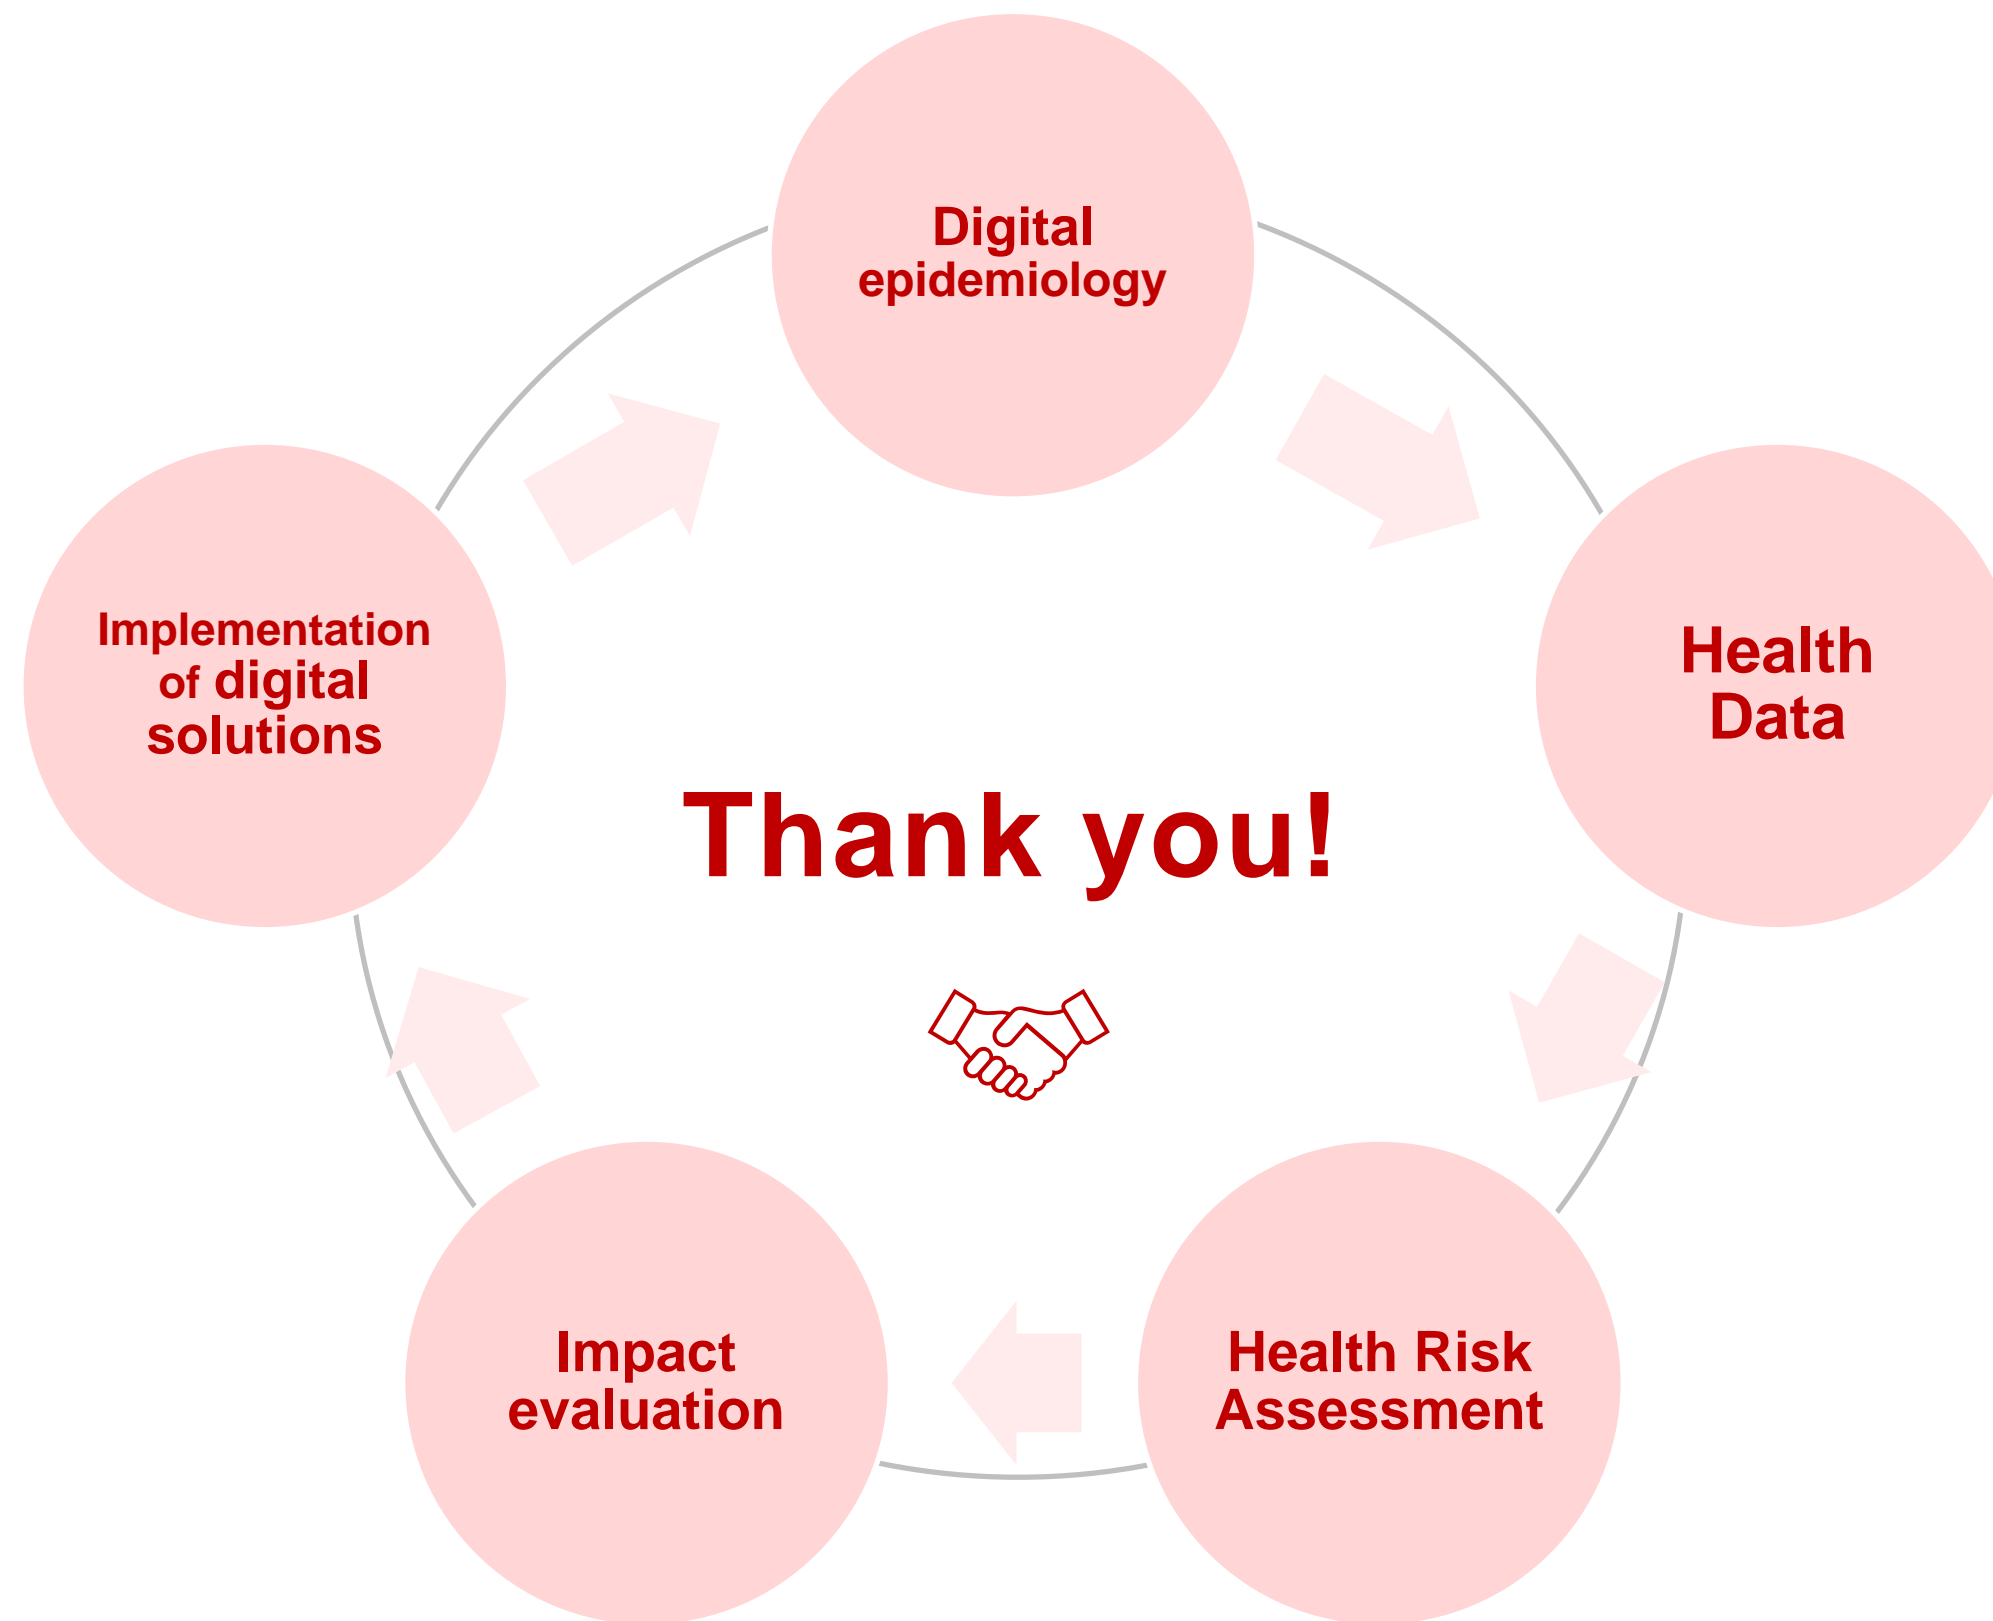 Digital
epidemiology
Implementation
of digital
solutions
Health
Data
Thank you!
Impact
evaluation
Health Risk
Assessment